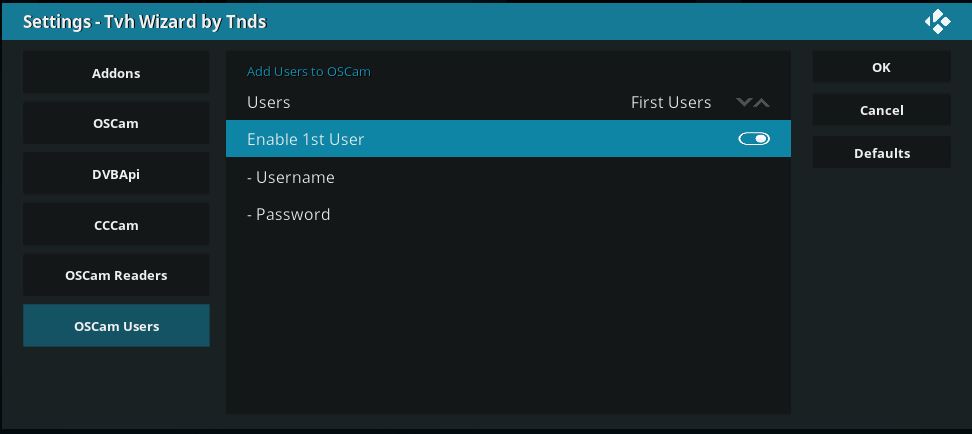 Settings - Tvh Wizard by Tnds
Addons
OSCam
DVBApi
CCCam
OSCam Readers
OSCam Users
Add Users to OSCam
Users First Users
Enable 1st User
- Username
- Password
OK
Cancel
Defaults